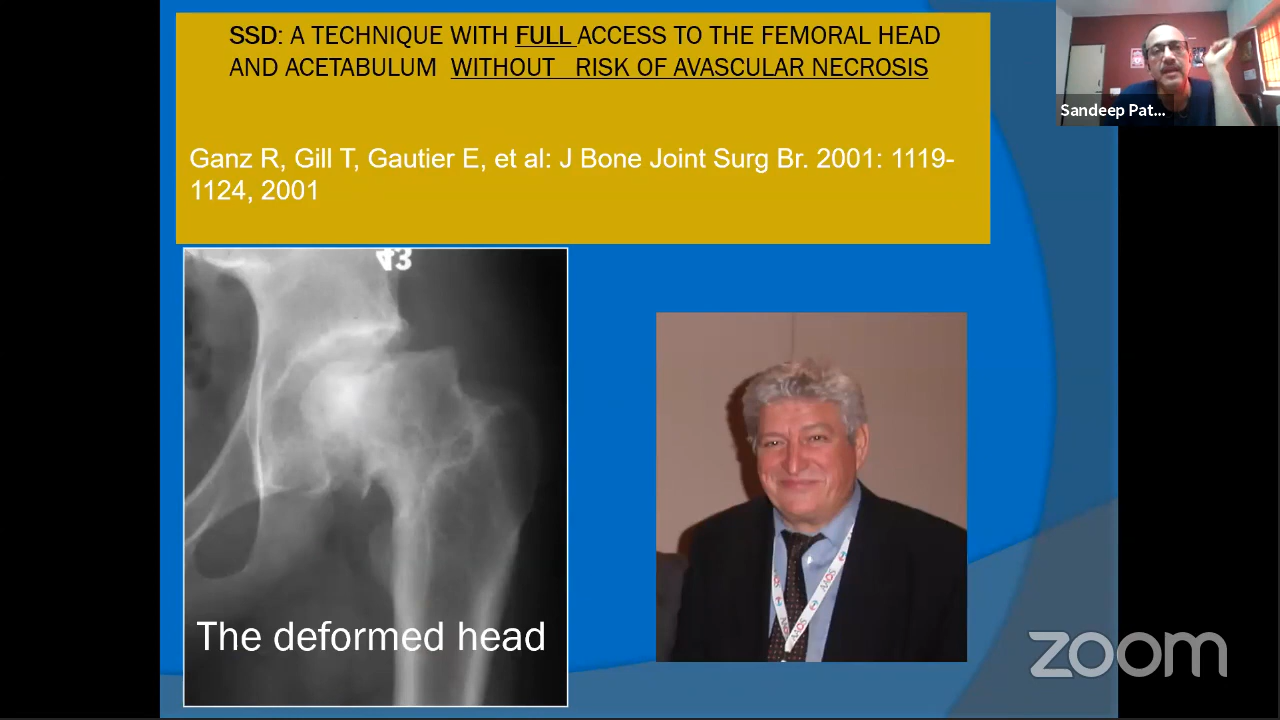 SSD: A TECHNIQUE WITH FULL ACCESS TO THE FEMORAL HEAD
AND ACETABULUM WITHOUT RISK OF AVASCULAR NECROSIS
Ganz R, Gill T, Gautier E, et al: J Bone Joint Surg Br. 2001: 1119-
1124, 2001
Sandeep Pat...
The deformed head
AAOS
zoom